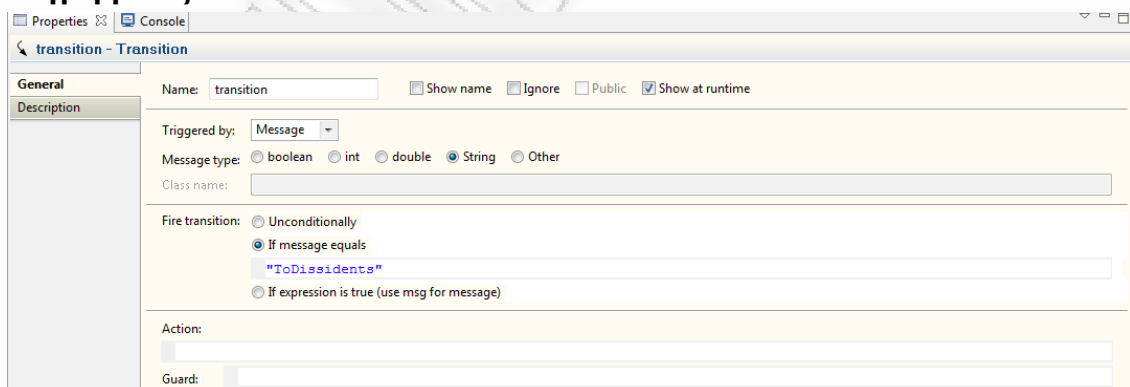 Properties Console
transition - Transition
General
Description
Name: transition Show name Ignore Public Show at runtime
Triggered by: Message
Message type: boolean int double String Other
Class name:
Fire transition: Unconditionally
If message equals
"ToDissidents"
If expression is true (use msg for message)
Action:
Guard: